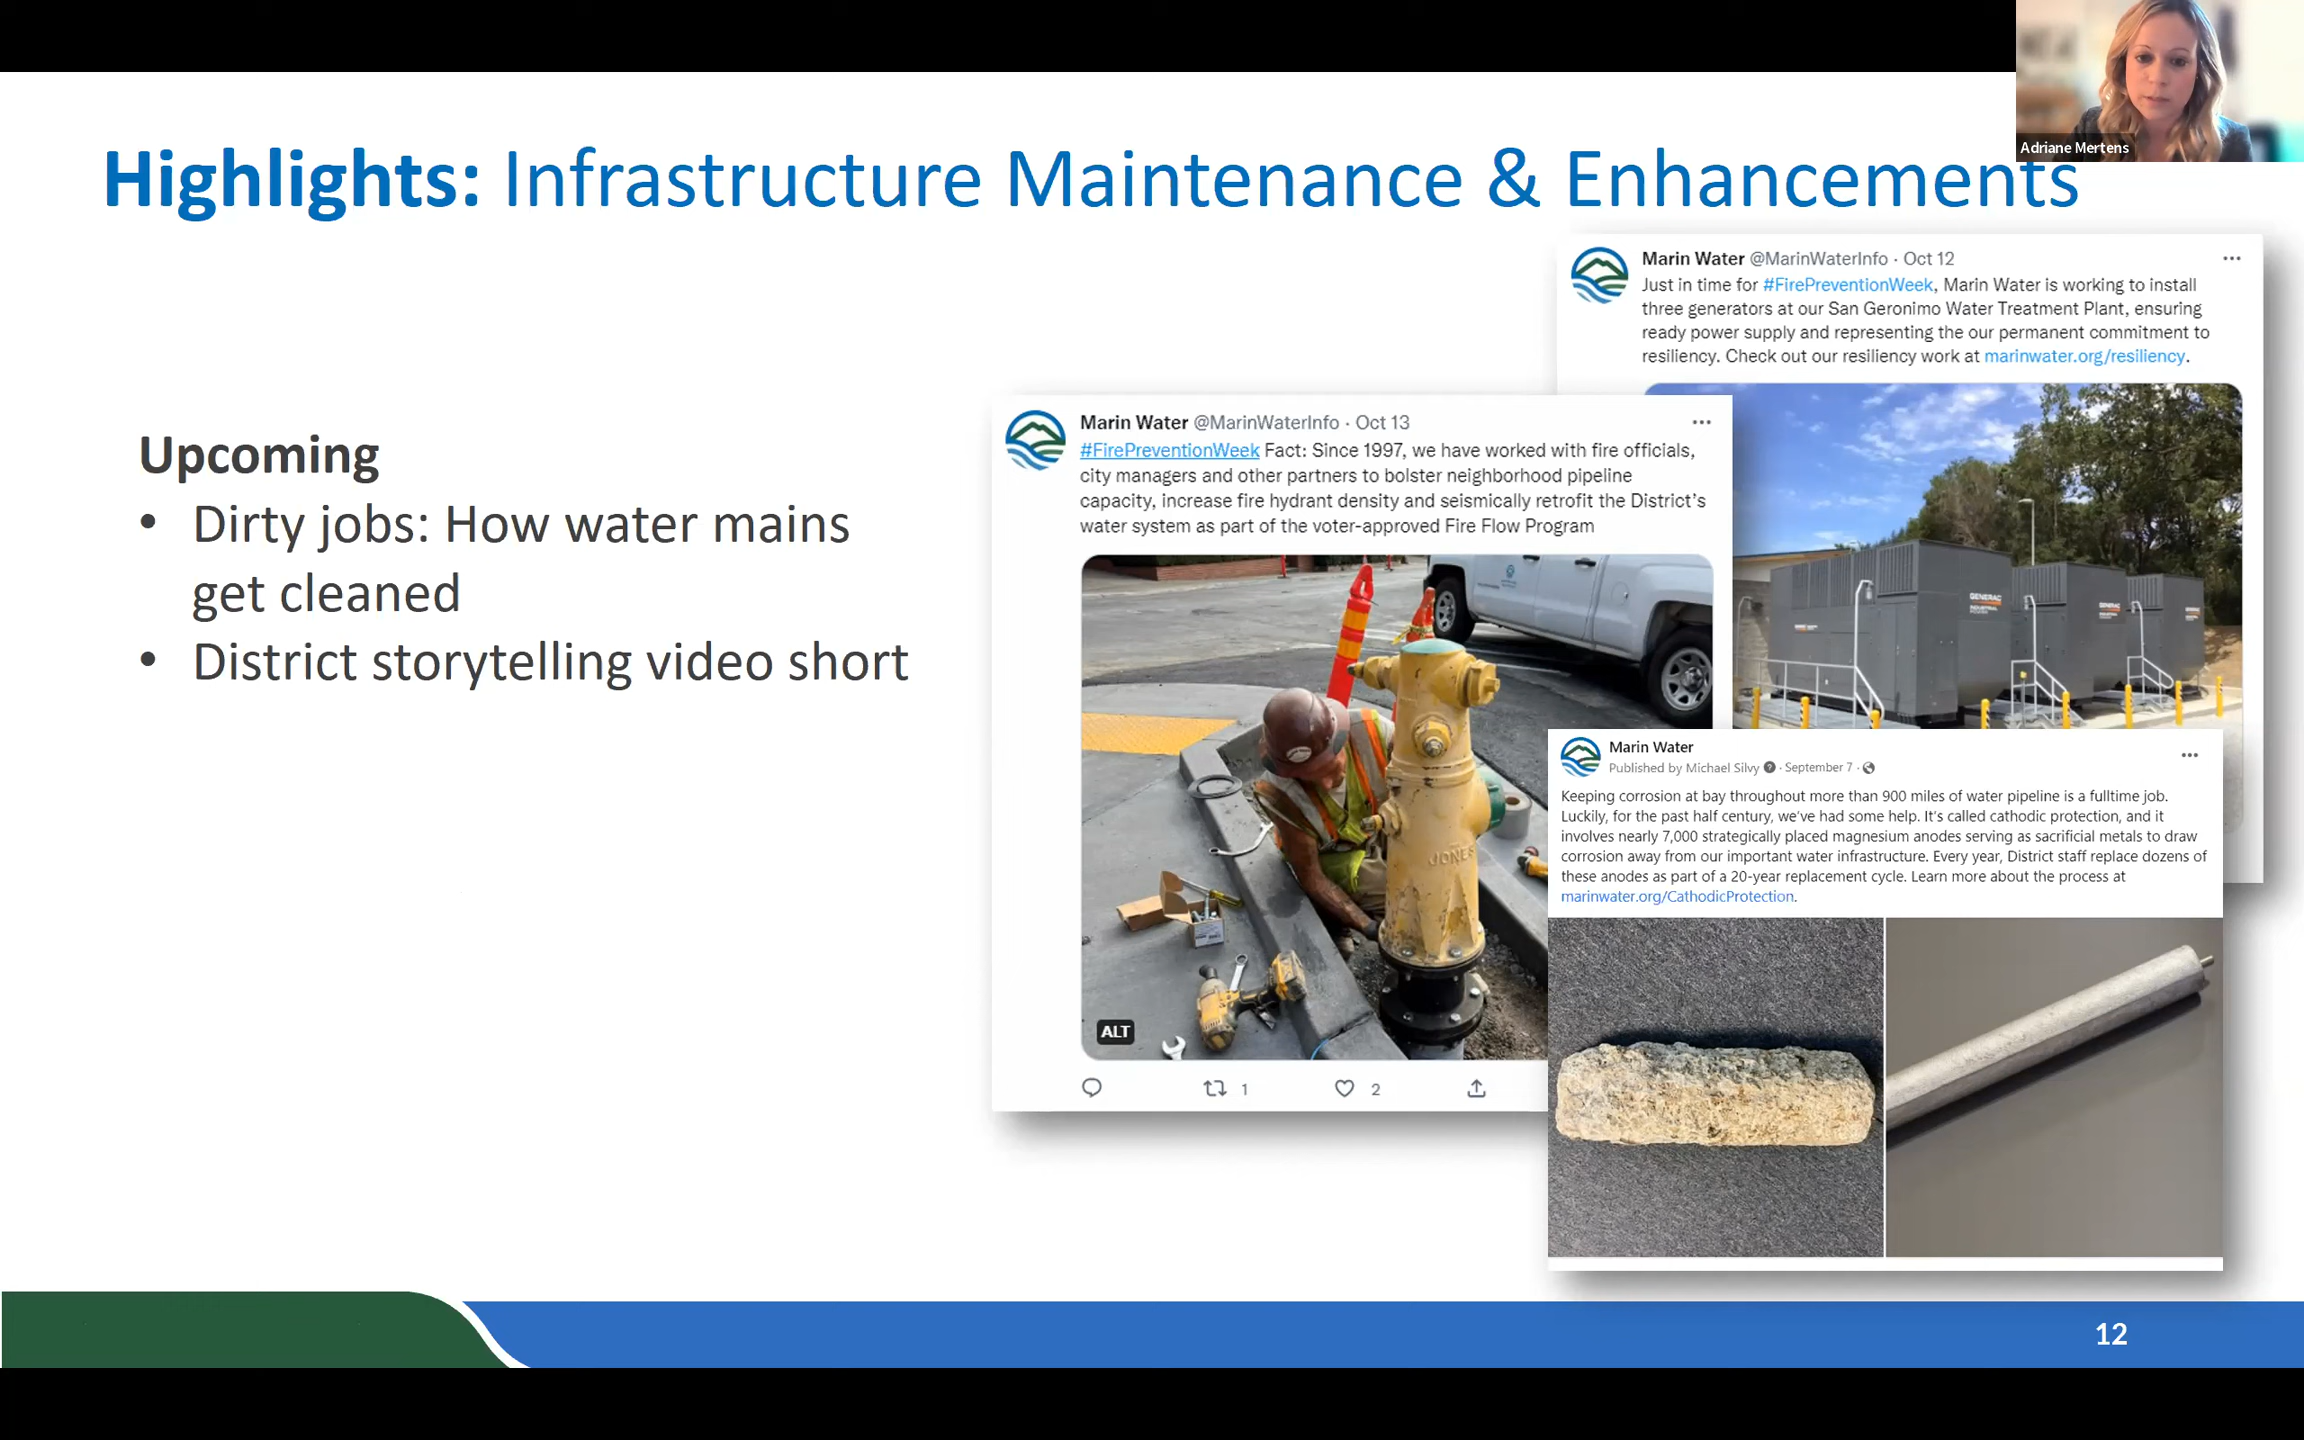 Adriane Mertens
Highlights: Infrastructure Maintenance & Enhancements
Upcoming
• Dirty jobs: How water mains
get cleaned
• District storytelling video short
Marin Water @MarinWaterInfo · Oct 12
Just in time for #FirePreventionWeek, Marin Water is working to install
three generators at our San Geronimo Water Treatment Plant, ensuring
ready power supply and representing the our permanent commitment to
resiliency. Check out our resiliency work at marinwater.org/resiliency.
GENERAC
Marin Water @MarinWaterInfo · Oct 13
#FirePreventionWeek Fact: Since 1997, we have worked with fire officials,
city managers and other partners to bolster neighborhood pipeline
capacity, increase fire hydrant density and seismically retrofit the District's
water system as part of the voter-approved Fire Flow Program
JONES
ALT
1 2
Marin Water
Published by Michael Silvy · September 7 ·
Keeping corrosion at bay throughout more than 900 miles of water pipeline is a fulltime job.
Luckily, for the past half century, we've had some help. It's called cathodic protection, and it
involves nearly 7,000 strategically placed magnesium anodes serving as sacrificial metals to draw
corrosion away from our important water infrastructure. Every year, District staff replace dozens of
these anodes as part of a 20-year replacement cycle. Learn more about the process at
marinwater.org/CathodicProtection.
12